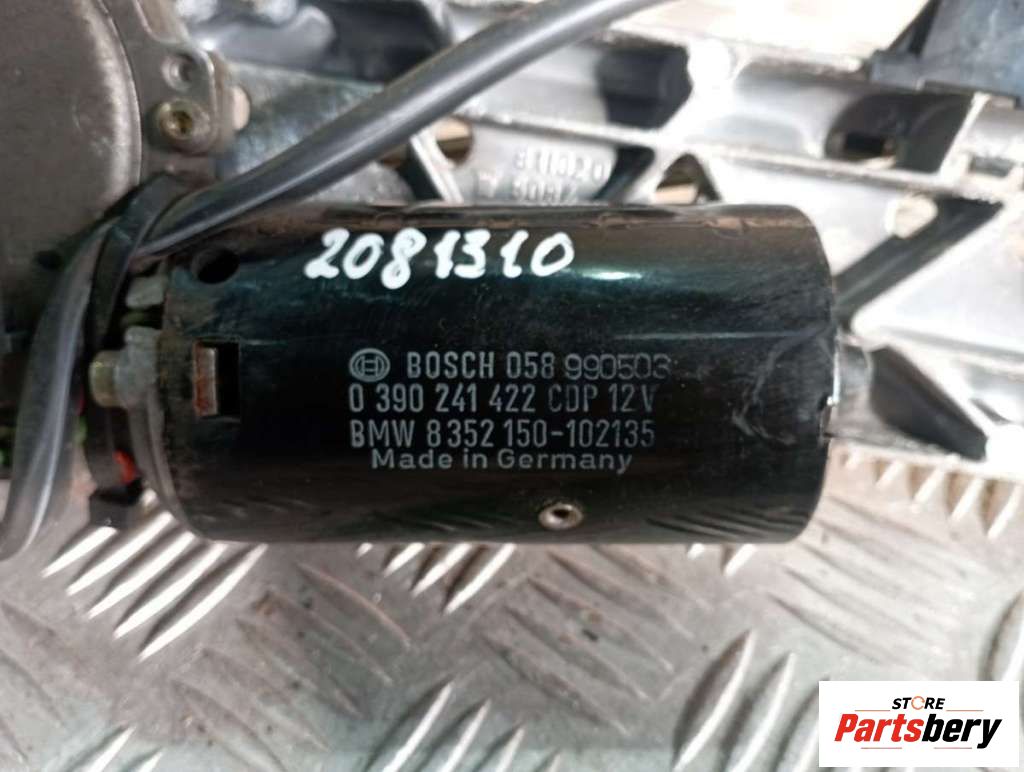 2081310
BOSCH 058 990503
0 390 241 422 CDP 12V
BMW 8 352 150-102135
Made in Germany
STORE
Partsbery